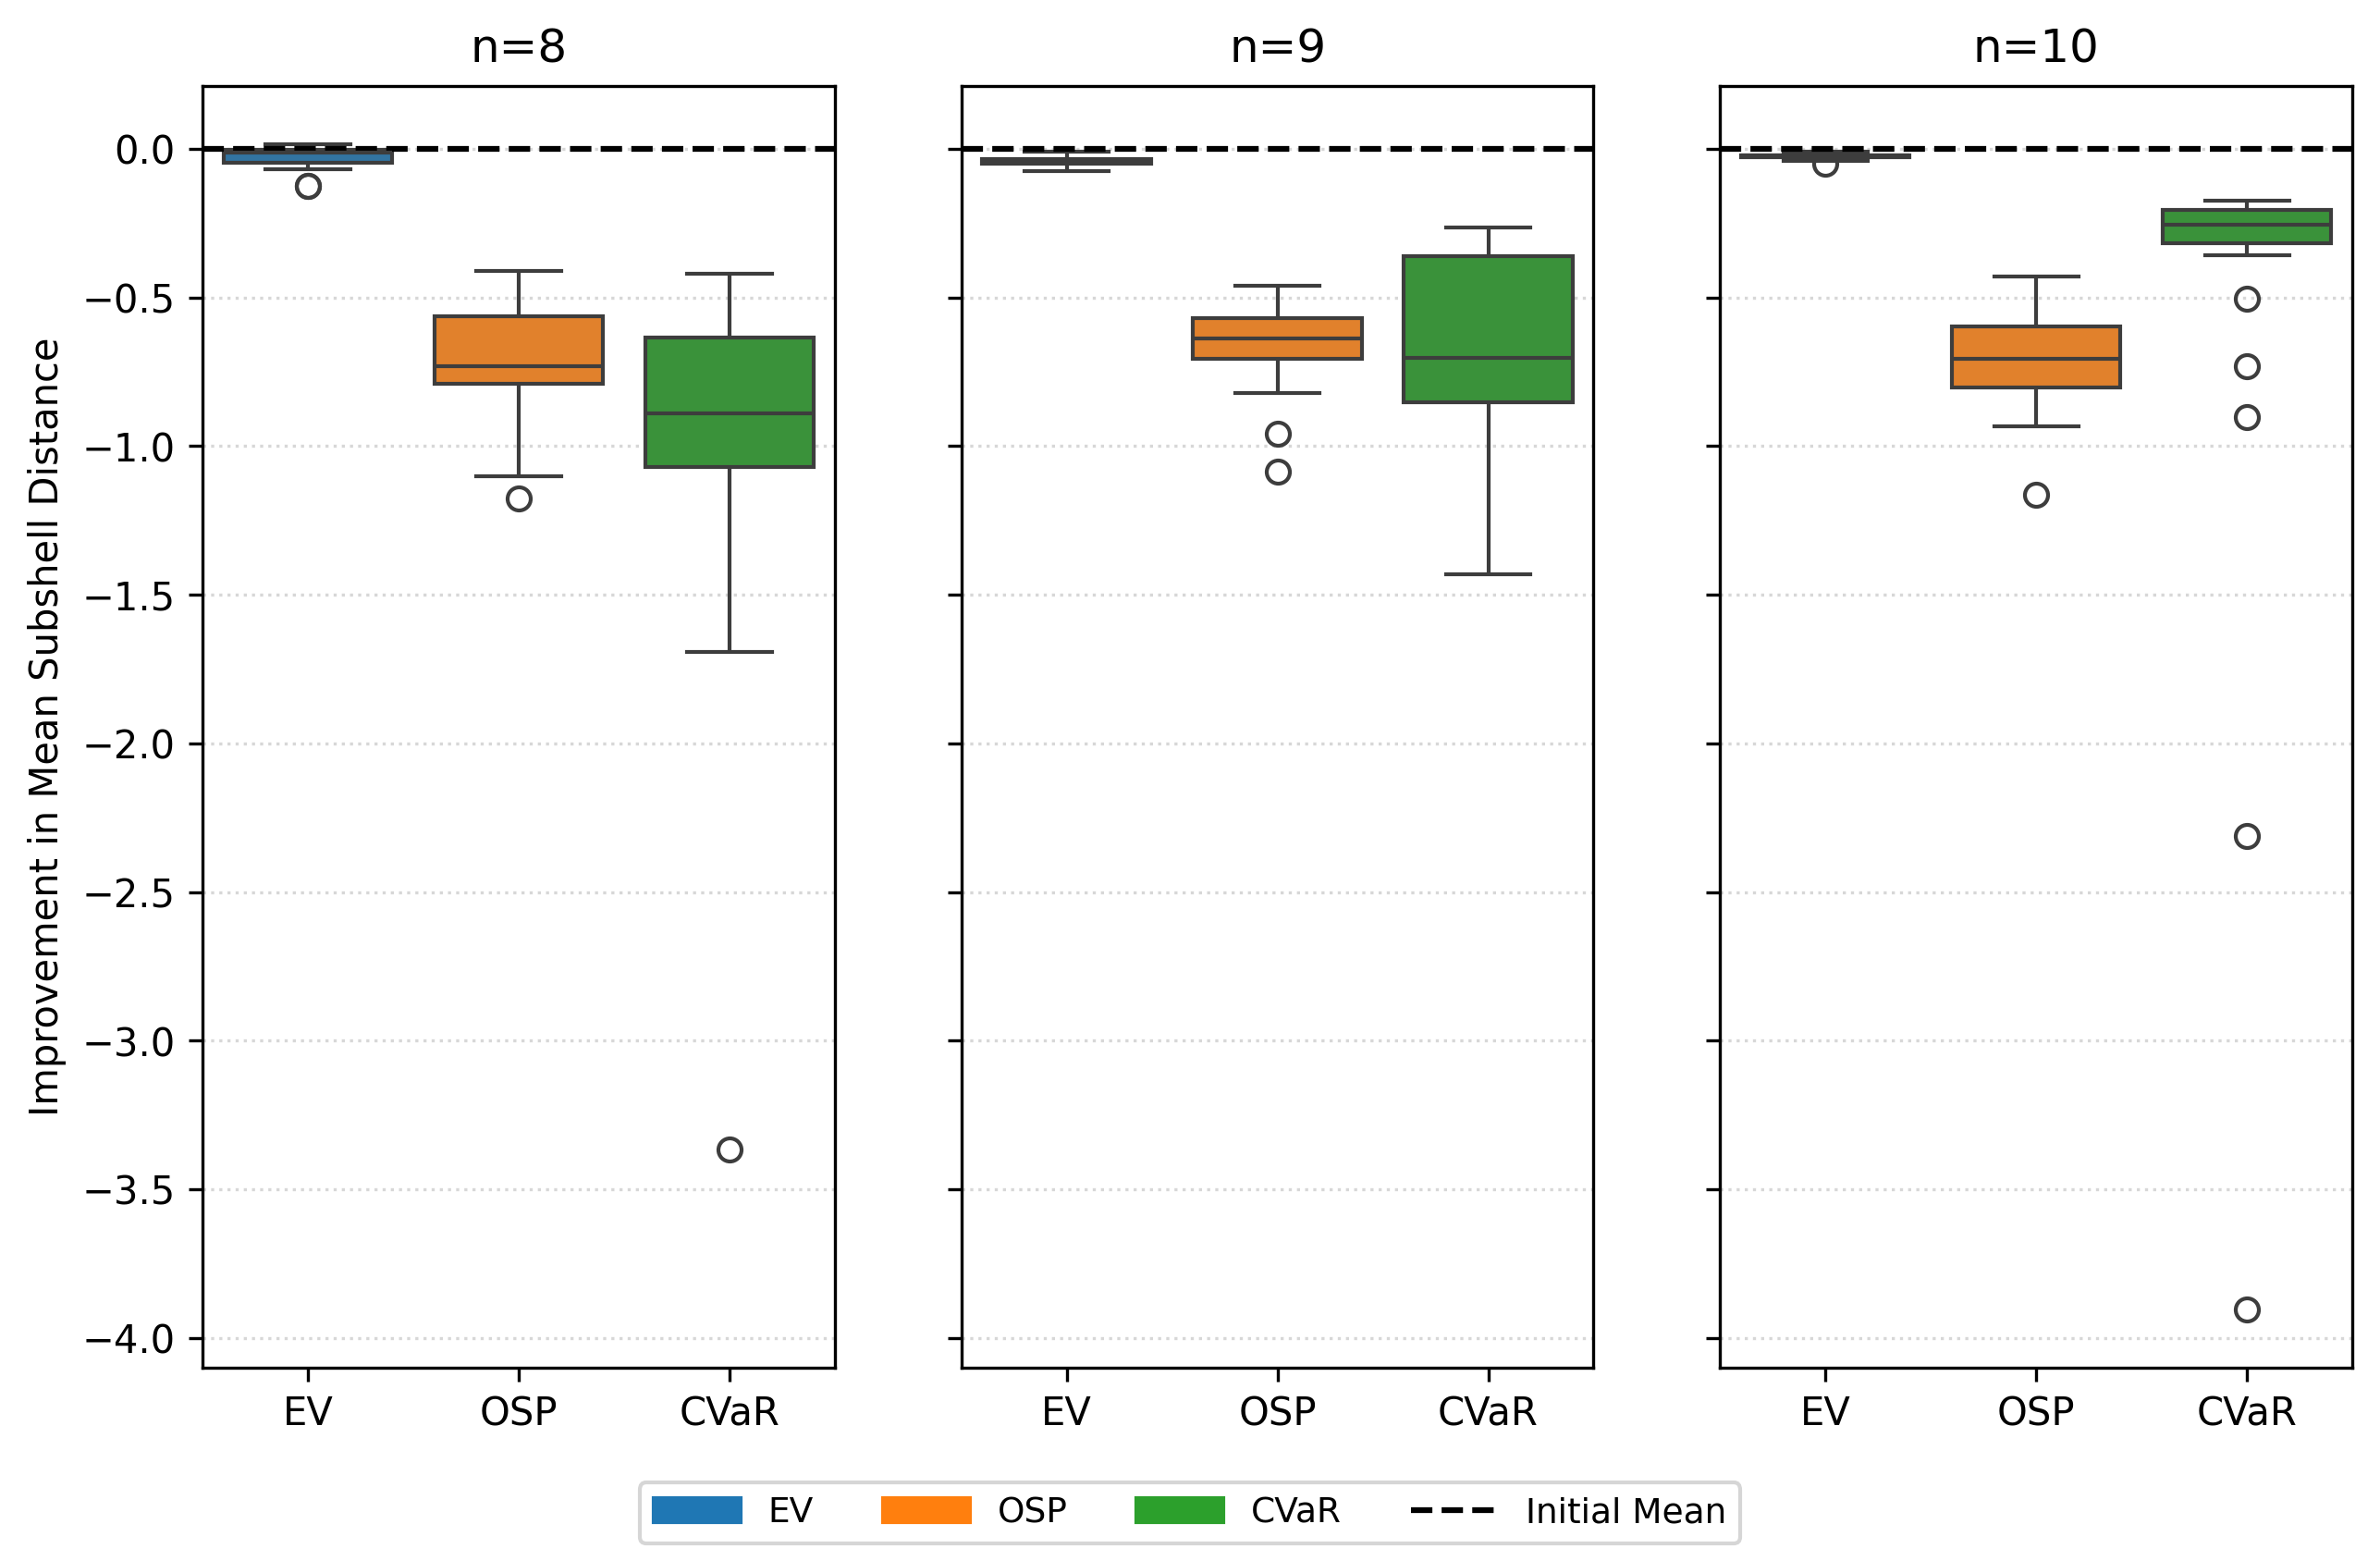 n=8
n=9
n=10
Improvement in Mean Subshell Distance
0.0
−0.5
−1.0
−1.5
−2.0
−2.5
−3.0
−3.5
−4.0
EV OSP CVaR
EV OSP CVaR
EV OSP CVaR
EV OSP CVaR Initial Mean